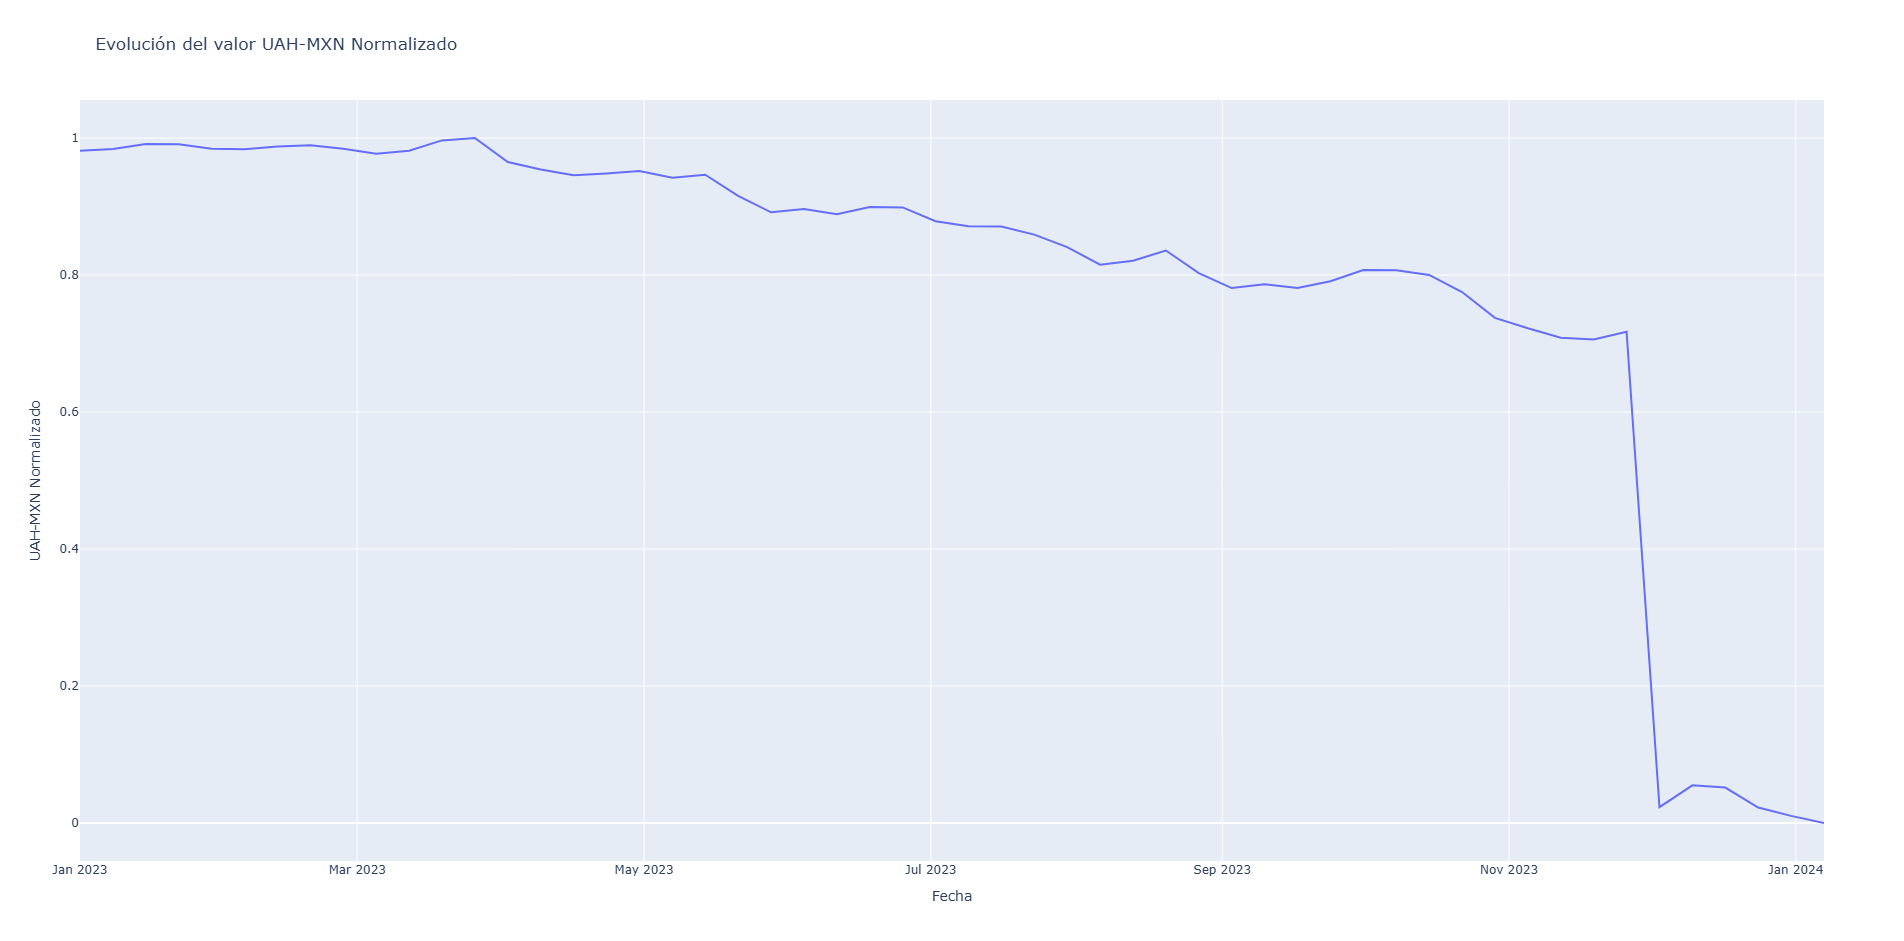 Evolución del valor UAH-MXN Normalizado
UAH-MXN Normalizado
1
0.8
0.6
0.4
0.2
0
Jan 2023
Mar 2023
May 2023
Jul 2023
Sep 2023
Nov 2023
Jan 2024
Fecha